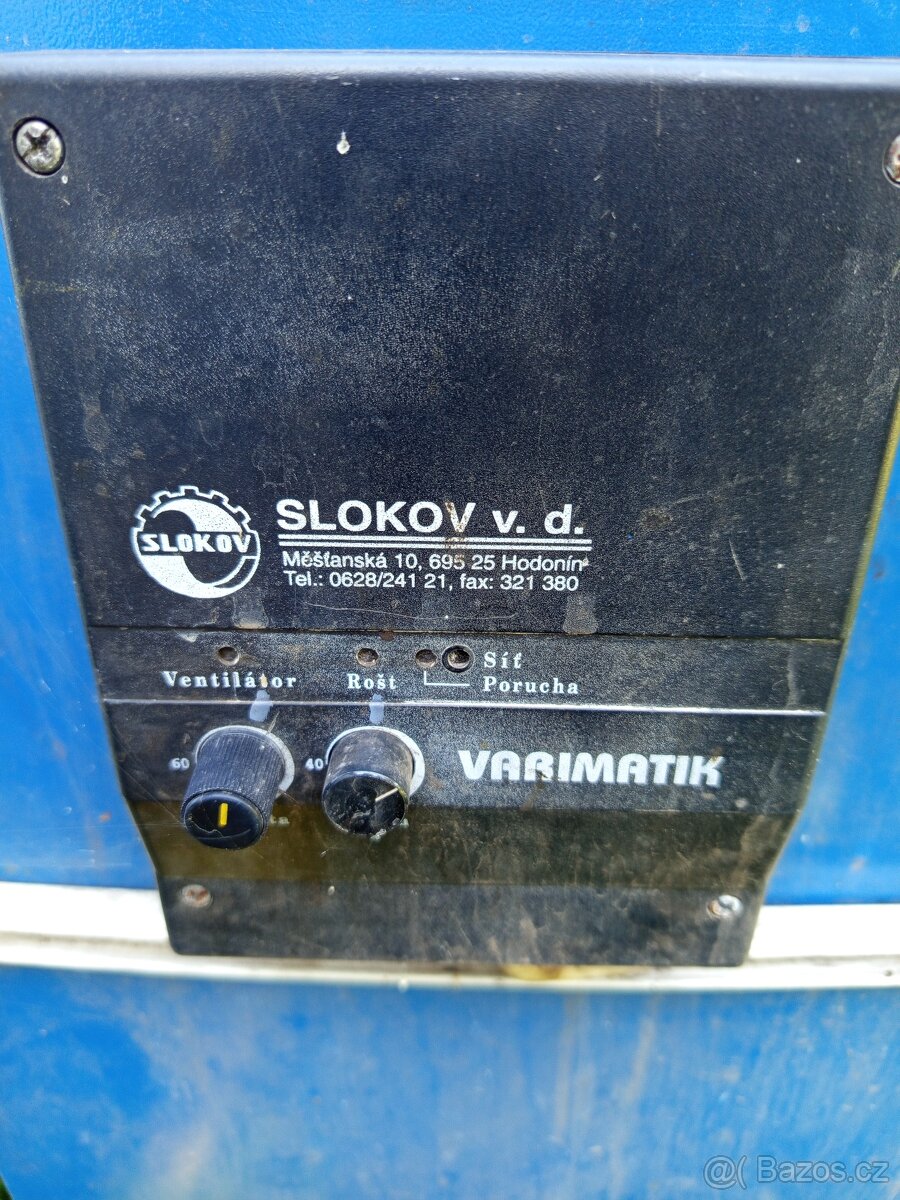 SLOKOV
SLOKOV v. d.
Měšťanská 10, 695 25 Hodonín
Tel.: 0628/241 21, fax: 321 380
Ventilátor
Rošt
Síť
Porucha
60
40
VARIMATIK
@( Bazos.cz